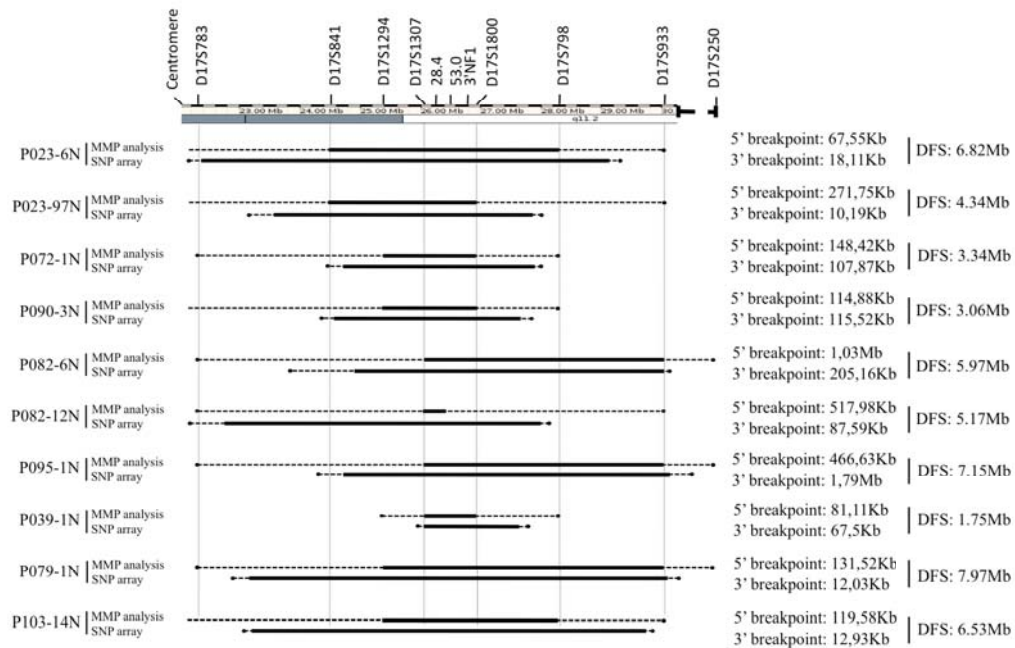 Centromere
D17S783
D17S841
D17S1294
D17S1307
28.4
53.0
3'NF1
D17S1800
D17S798
D17S933
D17S250
23.00 Mb 24.00 Mb 25.00 Mb 26.00 Mb 27.00 Mb 28.00 Mb 29.00 Mb 30
q11.2
P023-6N
MMP analysis
SNP array
5' breakpoint: 67,55Kb
3' breakpoint: 18,11Kb
DFS: 6.82Mb
P023-97N
MMP analysis
SNP array
5' breakpoint: 271,75Kb
3' breakpoint: 10,19Kb
DFS: 4.34Mb
P072-1N
MMP analysis
SNP array
5' breakpoint: 148,42Kb
3' breakpoint: 107,87Kb
DFS: 3.34Mb
P090-3N
MMP analysis
SNP array
5' breakpoint: 114,88Kb
3' breakpoint: 115,52Kb
DFS: 3.06Mb
P082-6N
MMP analysis
SNP array
5' breakpoint: 1,03Mb
3' breakpoint: 205,16Kb
DFS: 5.97Mb
P082-12N
MMP analysis
SNP array
5' breakpoint: 517,98Kb
3' breakpoint: 87,59Kb
DFS: 5.17Mb
P095-1N
MMP analysis
SNP array
5' breakpoint: 466,63Kb
3' breakpoint: 1,79Mb
DFS: 7.15Mb
P039-1N
MMP analysis
SNP array
5' breakpoint: 81,11Kb
3' breakpoint: 67,5Kb
DFS: 1.75Mb
P079-1N
MMP analysis
SNP array
5' breakpoint: 131,52Kb
3' breakpoint: 12,03Kb
DFS: 7.97Mb
P103-14N
MMP analysis
SNP array
5' breakpoint: 119,58Kb
3' breakpoint: 12,93Kb
DFS: 6.53Mb